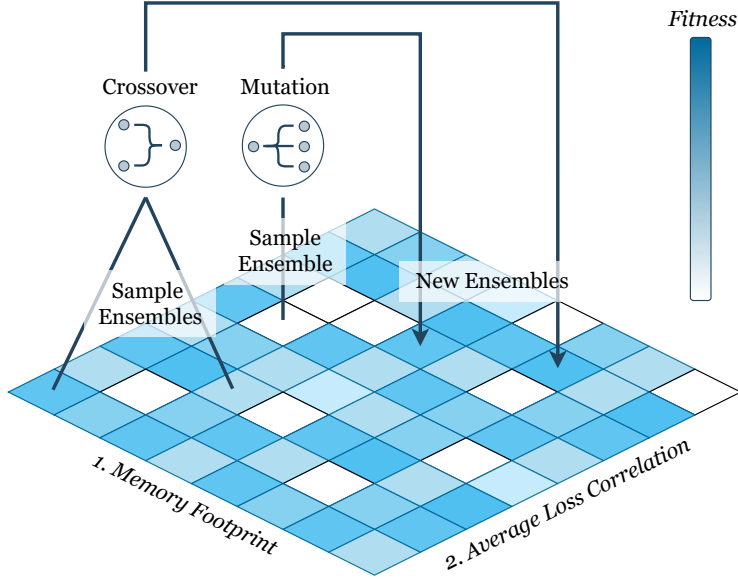 Fitness
Crossover
Mutation
Sample
Ensemble
Sample
Ensembles
New Ensembles
1. Memory Footprint
2. Average Loss Correlation